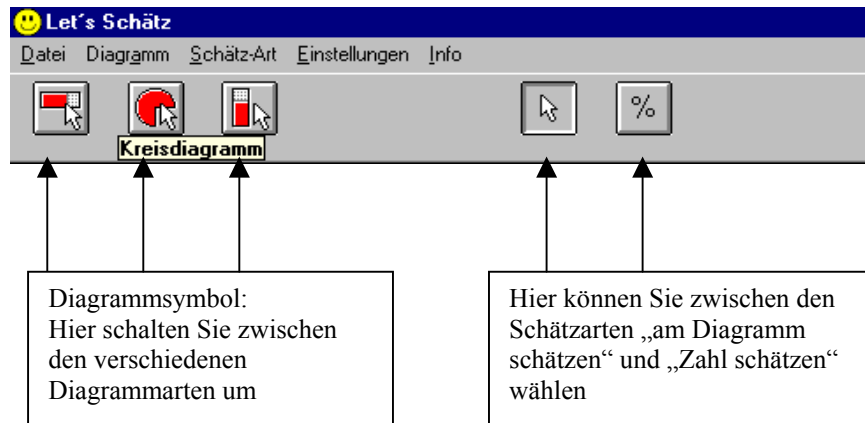 Let´s Schätz
Datei Diagramm Schätz-Art Einstellungen Info
%
Kreisdiagramm
Diagrammsymbol:
Hier schalten Sie zwischen
den verschiedenen
Diagrammarten um
Hier können Sie zwischen den
Schätzarten „am Diagramm
schätzen“ und „Zahl schätzen“
wählen